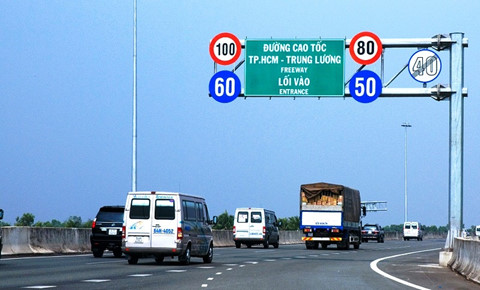 100
60
ĐƯỜNG CAO TỐC
TP.HCM - TRUNG LƯƠNG
FREEWAY
LỐI VÀO
ENTRANCE
80
50
40